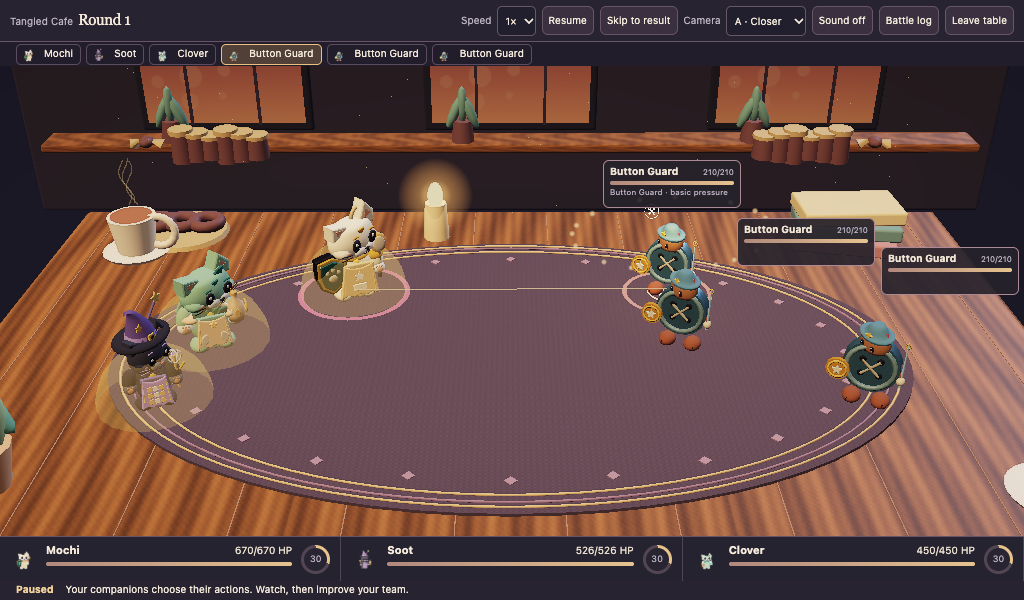 Tangled Cafe Round 1 Speed 1x Resume Skip to result Camera A · Closer Sound off Battle log Leave table
Mochi Soot Clover Button Guard Button Guard Button Guard
Button Guard 210/210
Button Guard · basic pressure
Button Guard 210/210
Button Guard 210/210
Mochi 670/670 HP 30 Soot 526/526 HP 30 Clover 450/450 HP 30
Paused Your companions choose their actions. Watch, then improve your team.